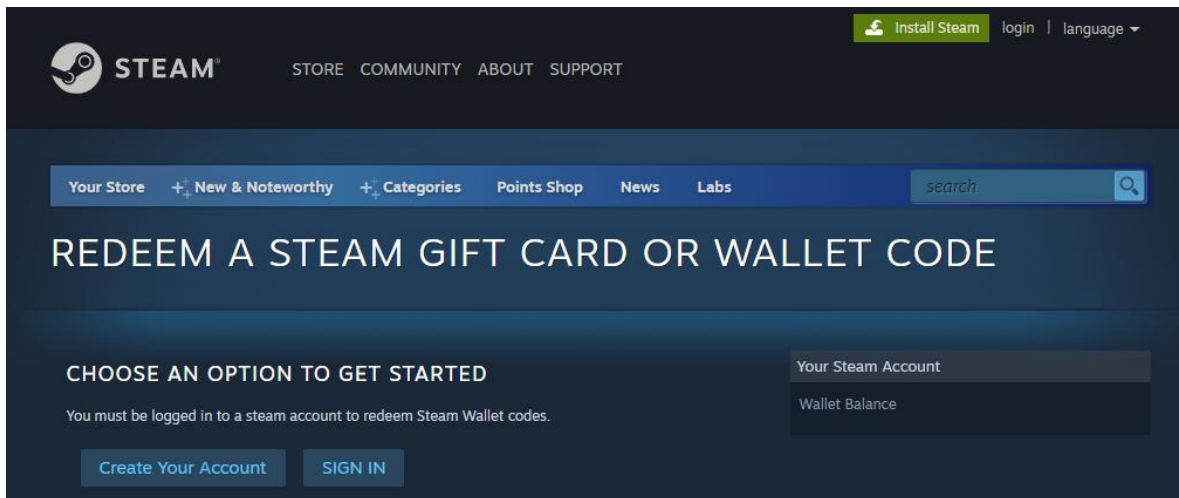 Install Steam login | language
STEAM® STORE COMMUNITY ABOUT SUPPORT
Your Store New & Noteworthy Categories Points Shop News Labs search
REDEEM A STEAM GIFT CARD OR WALLET CODE
CHOOSE AN OPTION TO GET STARTED
You must be logged in to a steam account to redeem Steam Wallet codes.
Create Your Account SIGN IN
Your Steam Account
Wallet Balance